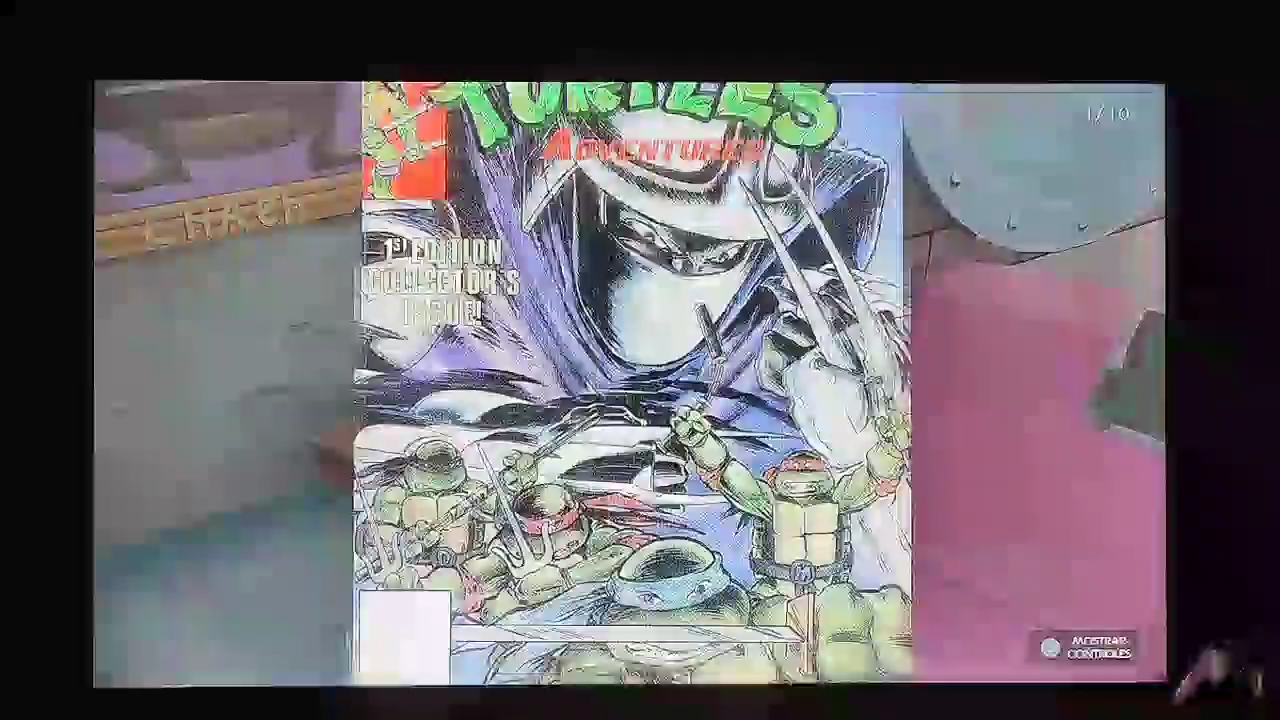 TURTLES
1/10
ADVENTURES
1ST EDITION
COLLECTOR'S
ISSUE!
MOSTRAR
CONTROLES